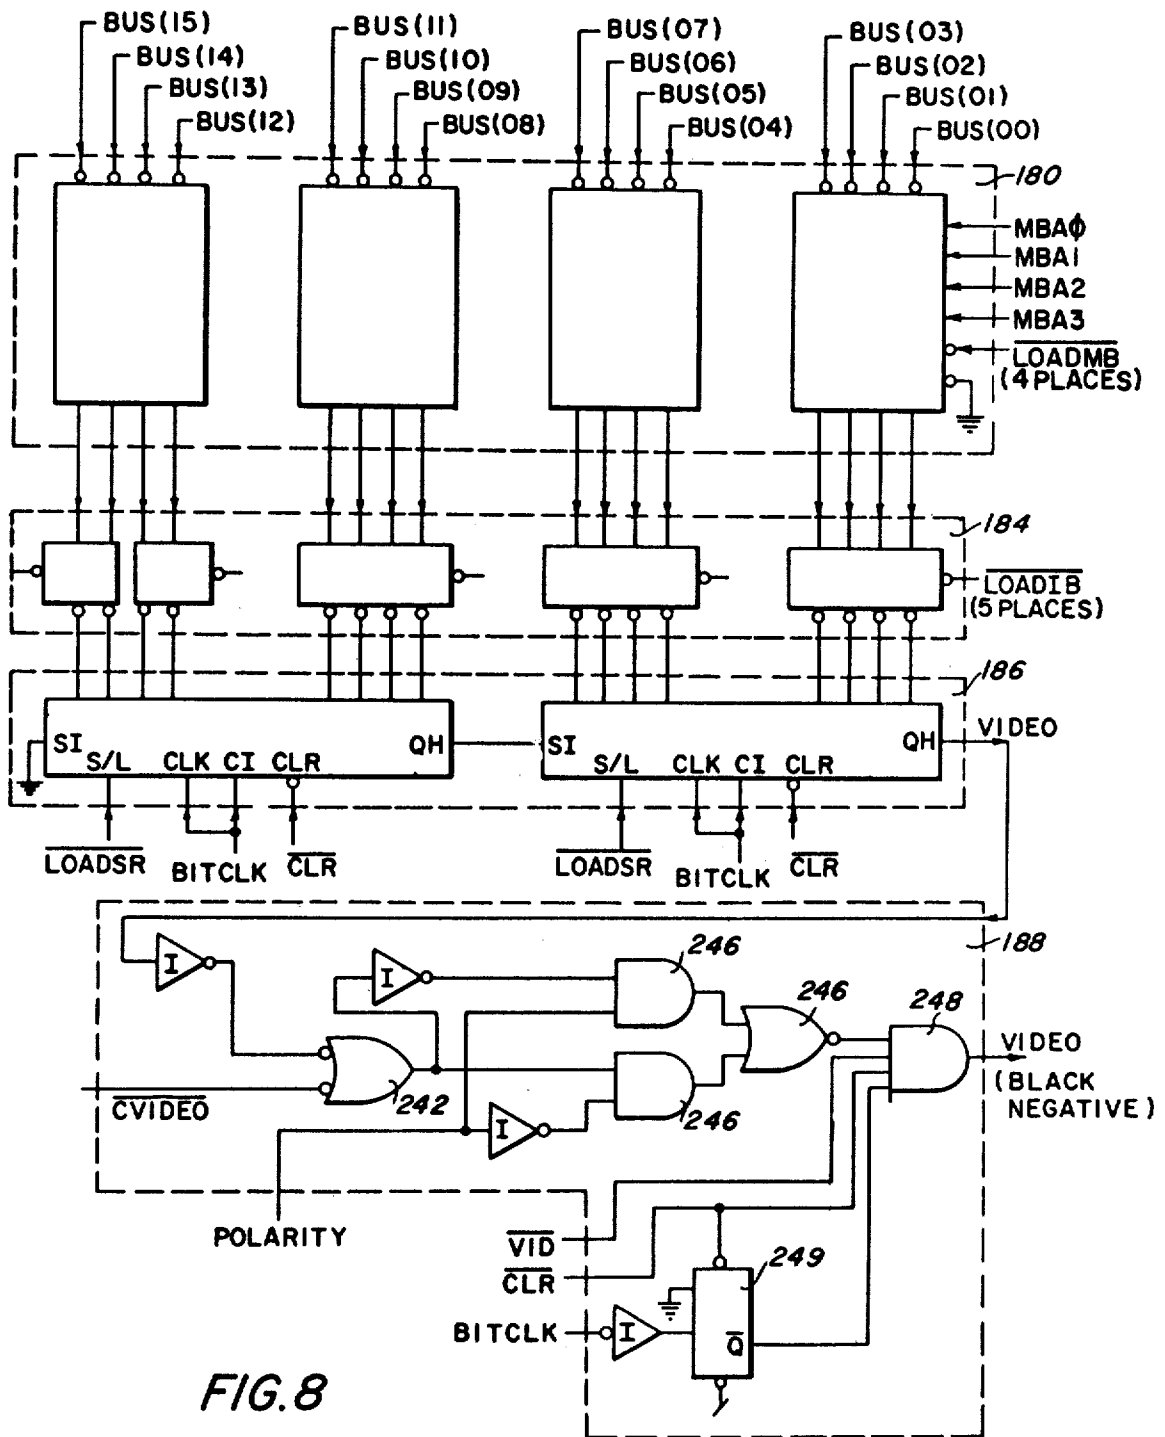 BUS(15)
BUS(14)
BUS(13)
BUS(12)
BUS(11)
BUS(10)
BUS(09)
BUS(08)
BUS(07)
BUS(06)
BUS(05)
BUS(04)
BUS(03)
BUS(02)
BUS(01)
BUS(00)
180
MBAϕ
MBA1
MBA2
MBA3
LOADMB
(4 PLACES)
184
LOADIB
(5 PLACES)
186
SI
S/L
CLK
CI
CLR
QH
SI
S/L
CLK
CI
CLR
QH
VIDEO
LOADSR
BITCLK
CLR
LOADSR
BITCLK
CLR
188
I
I
246
246
248
242
CVIDEO
246
I
VIDEO
(BLACK
NEGATIVE)
POLARITY
VID
CLR
249
BITCLK
I
Q
FIG.8